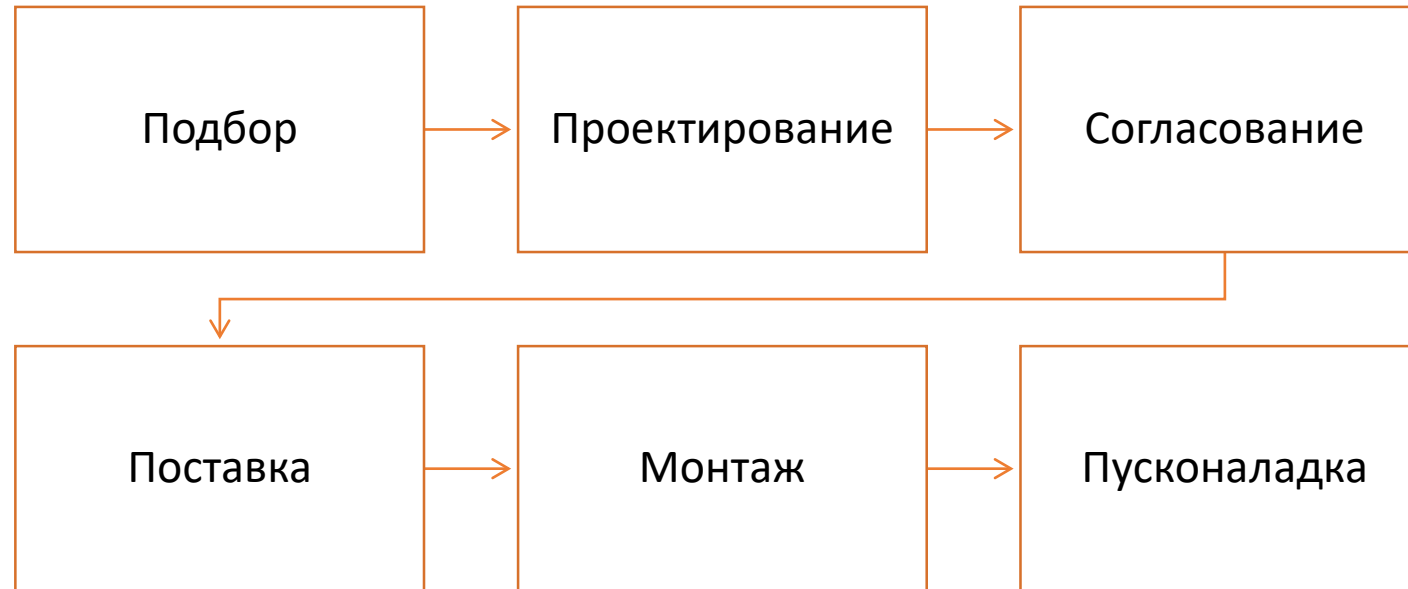 Подбор
Проектирование
Согласование
Поставка
Монтаж
Пусконаладка